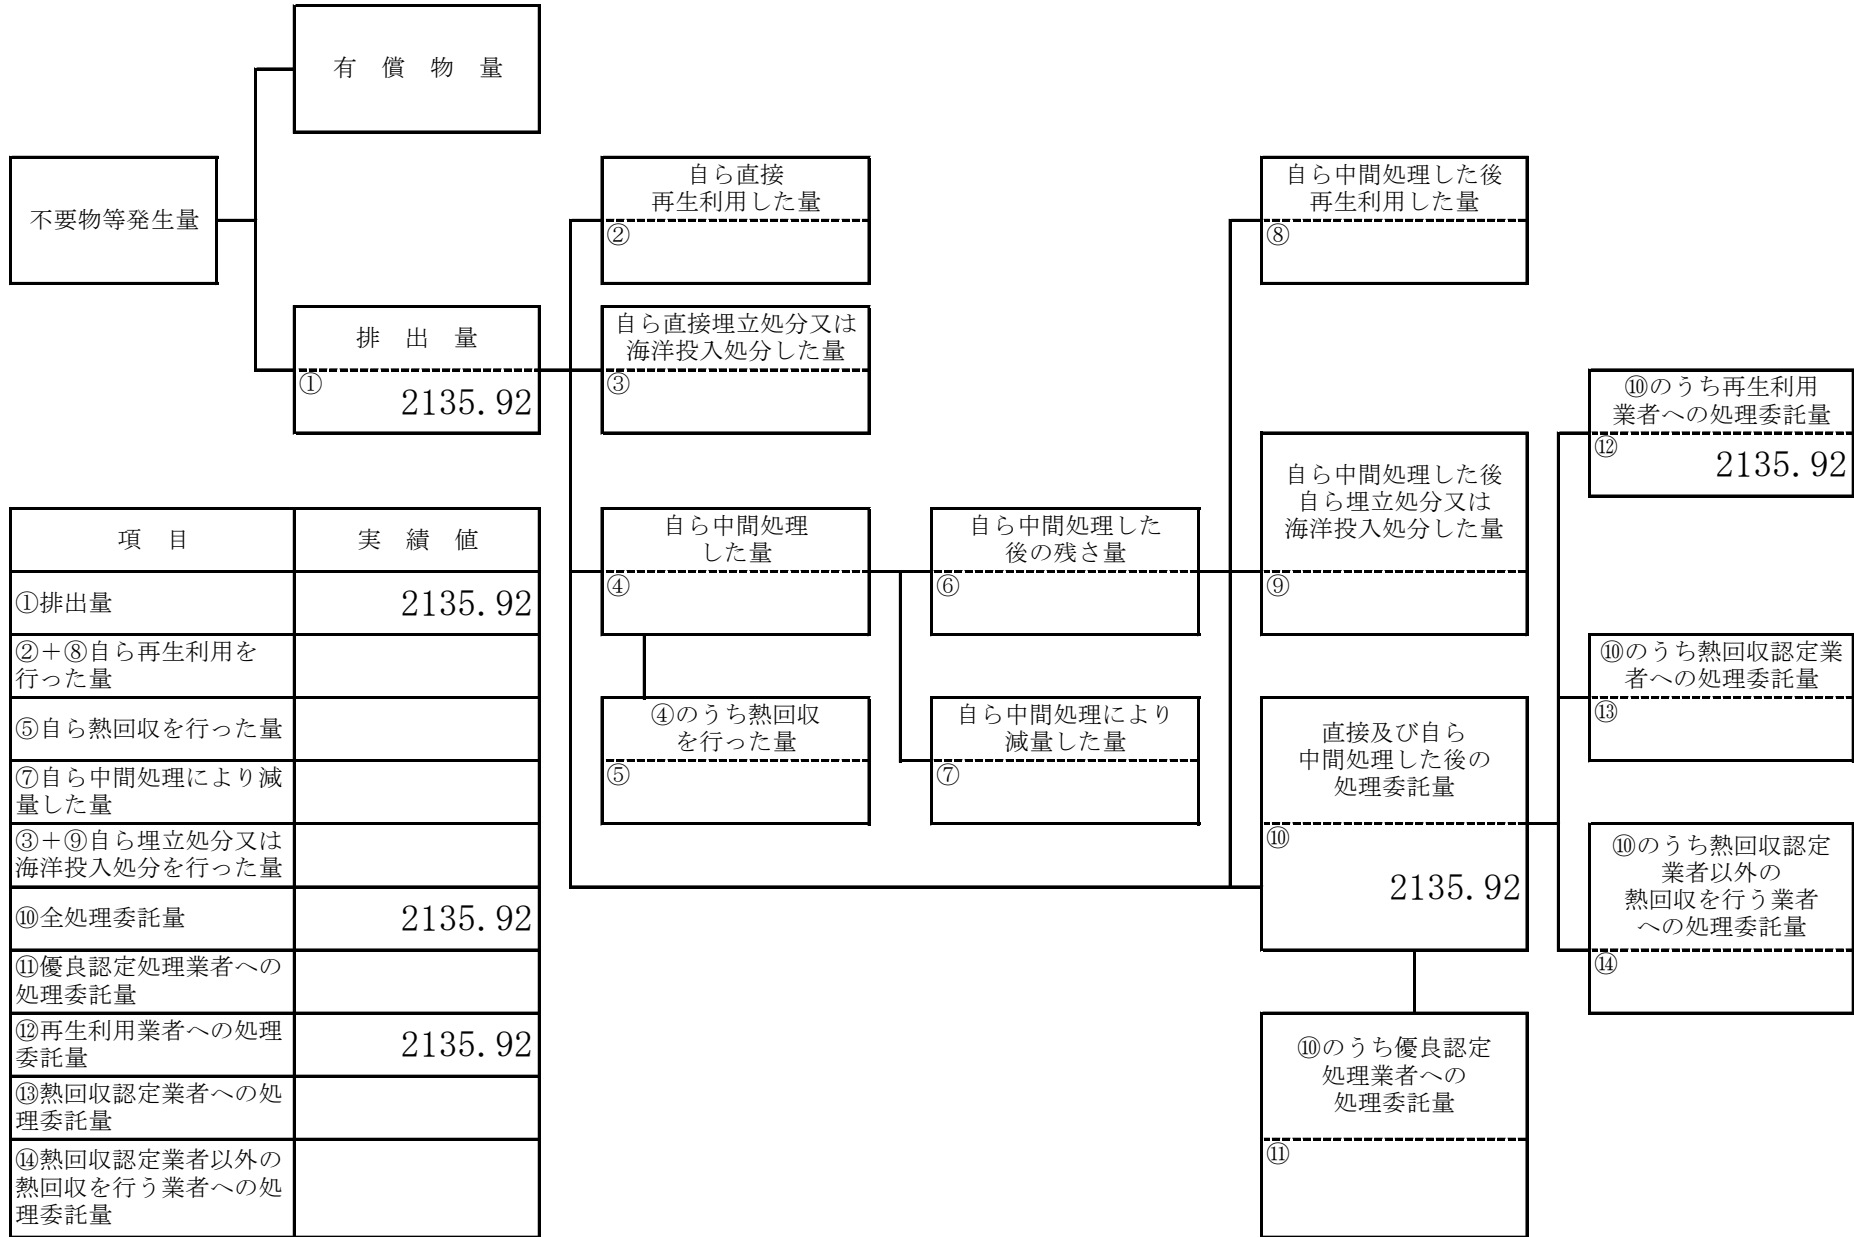 有　償　物　量
不要物等発生量
排　出　量
①
2135.92
自ら直接
再生利用した量
②
自ら直接埋立処分又は
海洋投入処分した量
③
自ら中間処理
した量
④
④のうち熱回収
を行った量
⑤
自ら中間処理した
後の残さ量
⑥
自ら中間処理により
減量した量
⑦
自ら中間処理した後
再生利用した量
⑧
自ら中間処理した後
自ら埋立処分又は
海洋投入処分した量
⑨
直接及び自ら
中間処理した後の
処理委託量
⑩
2135.92
⑩のうち優良認定
処理業者への
処理委託量
⑪
⑩のうち再生利用
業者への処理委託量
⑫
2135.92
⑩のうち熱回収認定業
者への処理委託量
⑬
⑩のうち熱回収認定
業者以外の
熱回収を行う業者
への処理委託量
⑭
項　目　実　績　値
①排出量 2135.92
②＋⑧自ら再生利用を
行った量
⑤自ら熱回収を行った量
⑦自ら中間処理により減
量した量
③＋⑨自ら埋立処分又は
海洋投入処分を行った量
⑩全処理委託量 2135.92
⑪優良認定処理業者への
処理委託量
⑫再生利用業者への処理
委託量 2135.92
⑬熱回収認定業者への処
理委託量
⑭熱回収認定業者以外の
熱回収を行う業者への処
理委託量